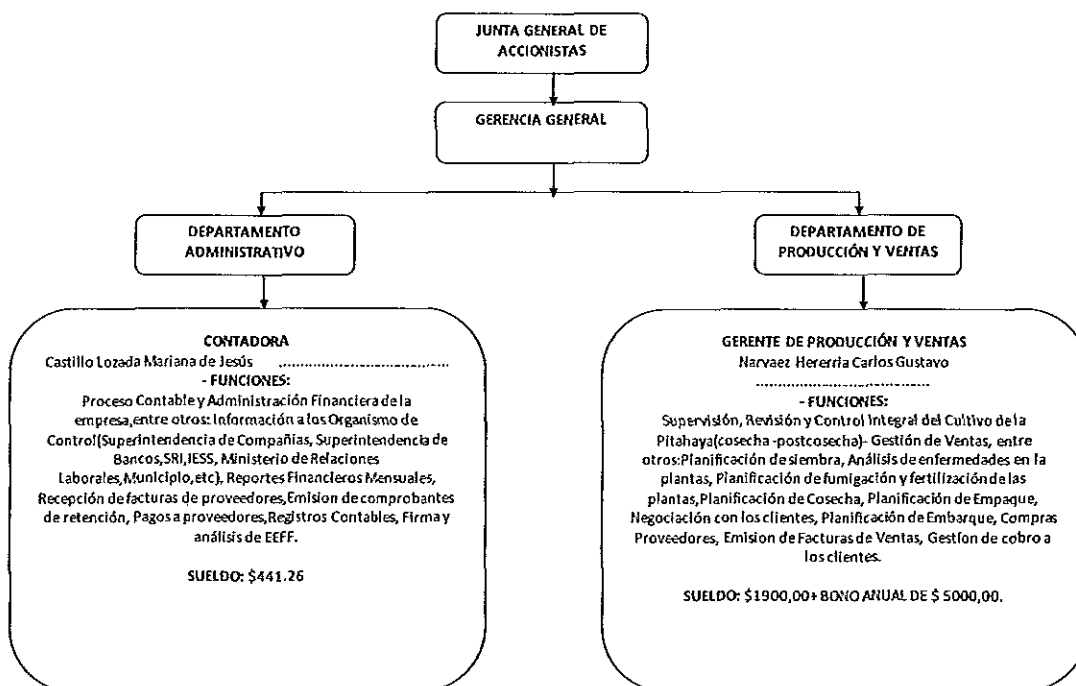 JUNTA GENERAL DE
ACCIONISTAS
GERENCIA GENERAL
DEPARTAMENTO
ADMINISTRATIVO
DEPARTAMENTO DE
PRODUCCIÓN Y VENTAS
CONTADORA
Castillo Lozada Mariana de Jesús ....................................
- FUNCIONES:
Proceso Contable y Administración Financiera de la
empresa,entre otros: Información a los Organismo de
Control(Superintendencia de Compañias, Superintendencia de
Bancos,SRI,IESS, Ministerio de Relaciones
Laborales,Municipio,etc), Reportes Financieros Mensuales,
Recepción de facturas de proveedores,Emision de comprobantes
de retención, Pagos a proveedores,Registros Contables, Firma y
análisis de EEFF.
SUELDO: $441.26
GERENTE DE PRODUCCIÓN Y VENTAS
Narvaez Hererria Carlos Gustavo
...........................................
- FUNCIONES:
Supervisión, Revisión y Control Integral del Cultivo de la
Pitahaya(cosecha -postcosecha)- Gestión de Ventas, entre
otros:Planificación de siembra, Análisis de enfermedades en la
plantas, Planificación de fumigación y fertilización de las
plantas,Planificación de Cosecha, Planificación de Empaque,
Negociación con los clientes, Planificación de Embarque, Compras
Proveedores, Emision de Facturas de Ventas, Gestíon de cobro a
los clientes.
SUELDO: $1900,00+ BONO ANUAL DE $ 5000,00.